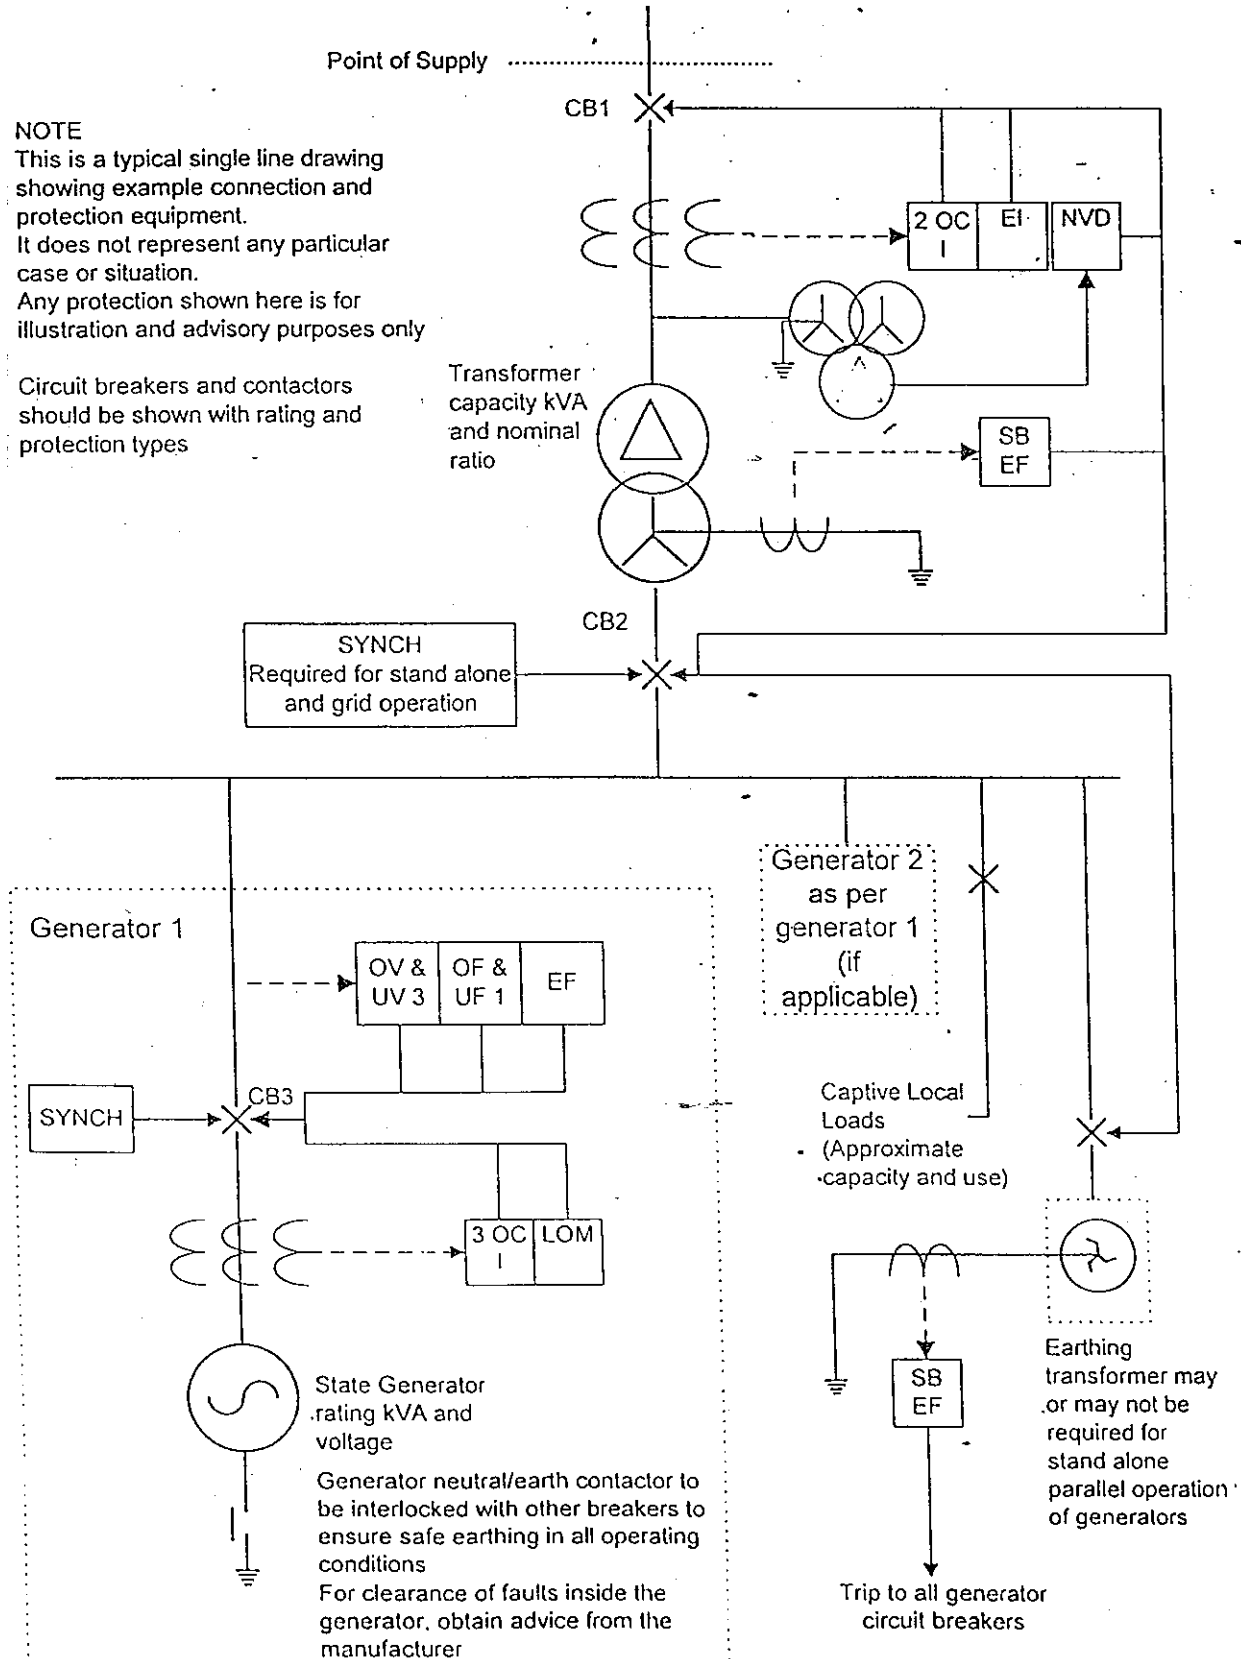 Point of Supply
CB1
NOTE
This is a typical single line drawing
showing example connection and
protection equipment.
It does not represent any particular
case or situation.
Any protection shown here is for
illustration and advisory purposes only
Circuit breakers and contactors
should be shown with rating and
protection types
2 OC
I
EI
NVD
Transformer
capacity kVA
and nominal
ratio
SB
EF
CB2
SYNCH
Required for stand alone
and grid operation
Generator 1
OV &
UV 3
OF &
UF 1
EF
SYNCH
CB3
3 OC
I
LOM
State Generator
rating kVA and
voltage
Generator neutral/earth contactor to
be interlocked with other breakers to
ensure safe earthing in all operating
conditions
For clearance of faults inside the
generator, obtain advice from the
manufacturer
Generator 2
as per
generator 1
(if
applicable)
Captive Local
Loads
(Approximate
capacity and use)
SB
EF
Trip to all generator
circuit breakers
Earthing
transformer may
or may not be
required for
stand alone
parallel operation
of generators